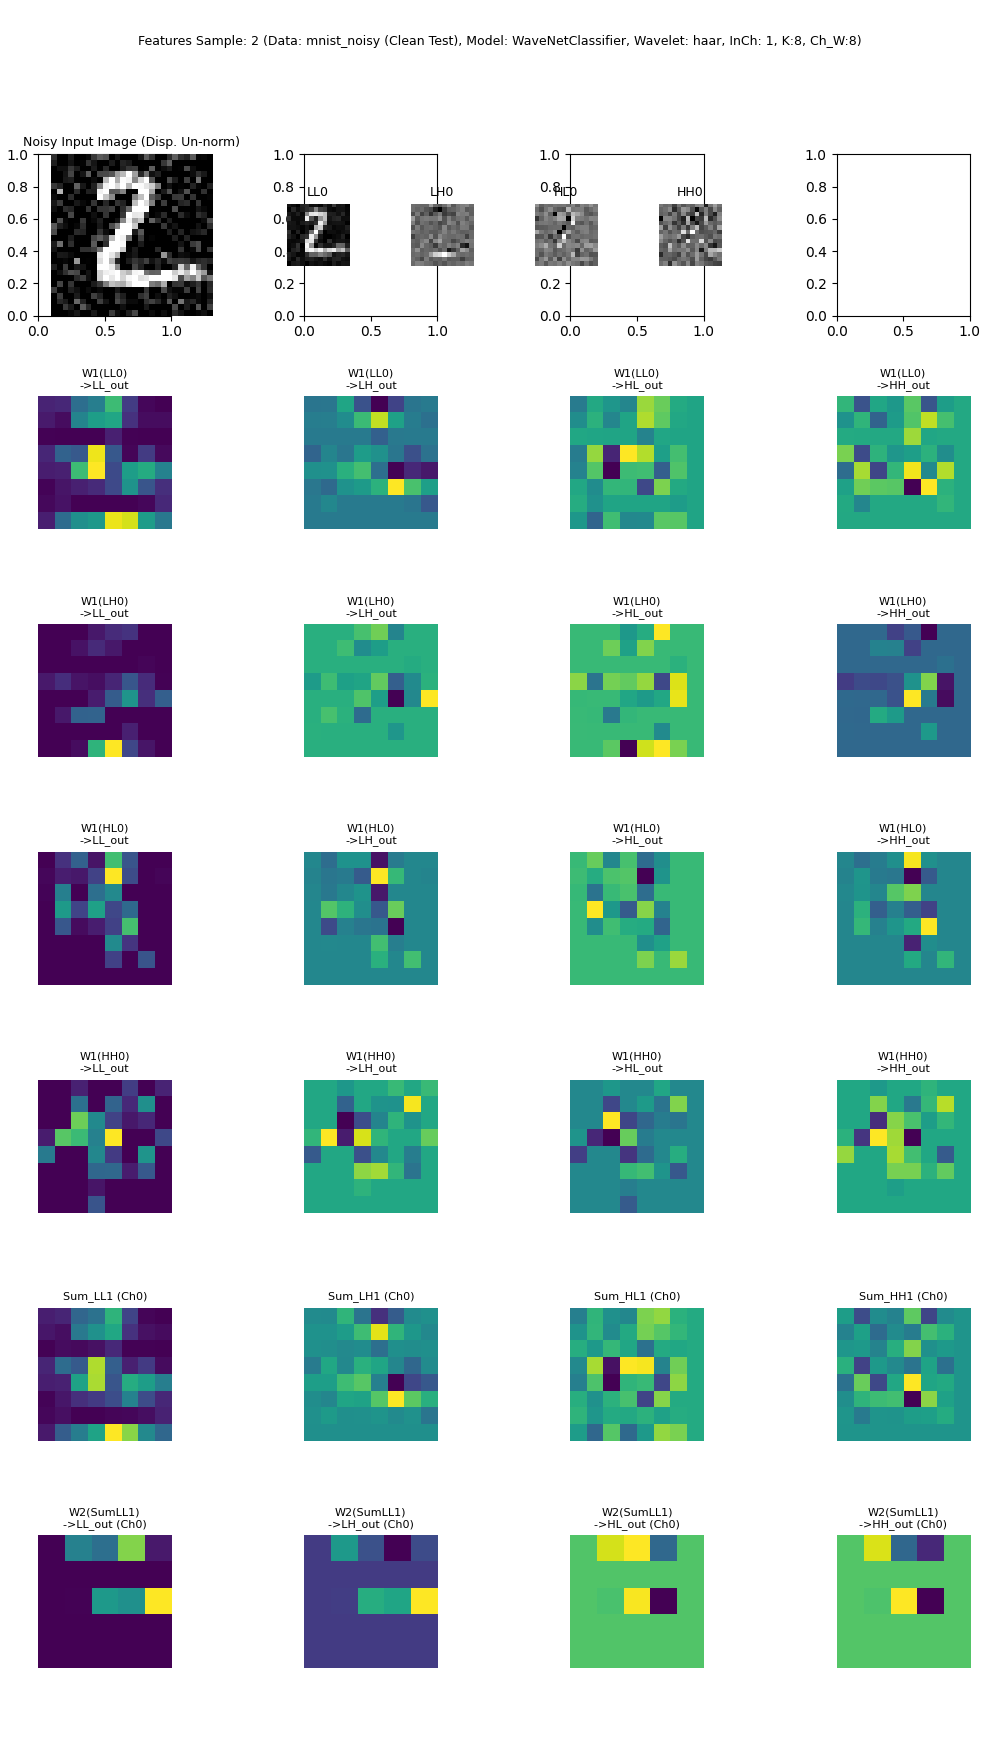 Features Sample: 2 (Data: mnist_noisy (Clean Test), Model: WaveNetClassifier, Wavelet: haar, InCh: 1, K:8, Ch_W:8)
Noisy Input Image (Disp. Un-norm)
1.0 1.0 1.0 1.0
0.8 0.8 0.8 0.8
LL0 LH0 HL0 HH0
0.6 0.6 0.6
0.4 0. 0.4 0.4
0.2 0.2 0.2 0.2
0.0 0.0 0.0 0.0
0.0 0.5 1.0 0.0 0.5 1.0 0.0 0.5 1.0 0.0 0.5 1.0
2
W1(LL0) W1(LL0) W1(LL0) W1(LL0)
->LL_out ->LH_out ->HL_out ->HH_out
W1(LH0) W1(LH0) W1(LH0) W1(LH0)
->LL_out ->LH_out ->HL_out ->HH_out
W1(HL0) W1(HL0) W1(HL0) W1(HL0)
->LL_out ->LH_out ->HL_out ->HH_out
W1(HH0) W1(HH0) W1(HH0) W1(HH0)
->LL_out ->LH_out ->HL_out ->HH_out
Sum_LL1 (Ch0) Sum_LH1 (Ch0) Sum_HL1 (Ch0) Sum_HH1 (Ch0)
W2(SumLL1) W2(SumLL1) W2(SumLL1) W2(SumLL1)
->LL_out (Ch0) ->LH_out (Ch0) ->HL_out (Ch0) ->HH_out (Ch0)